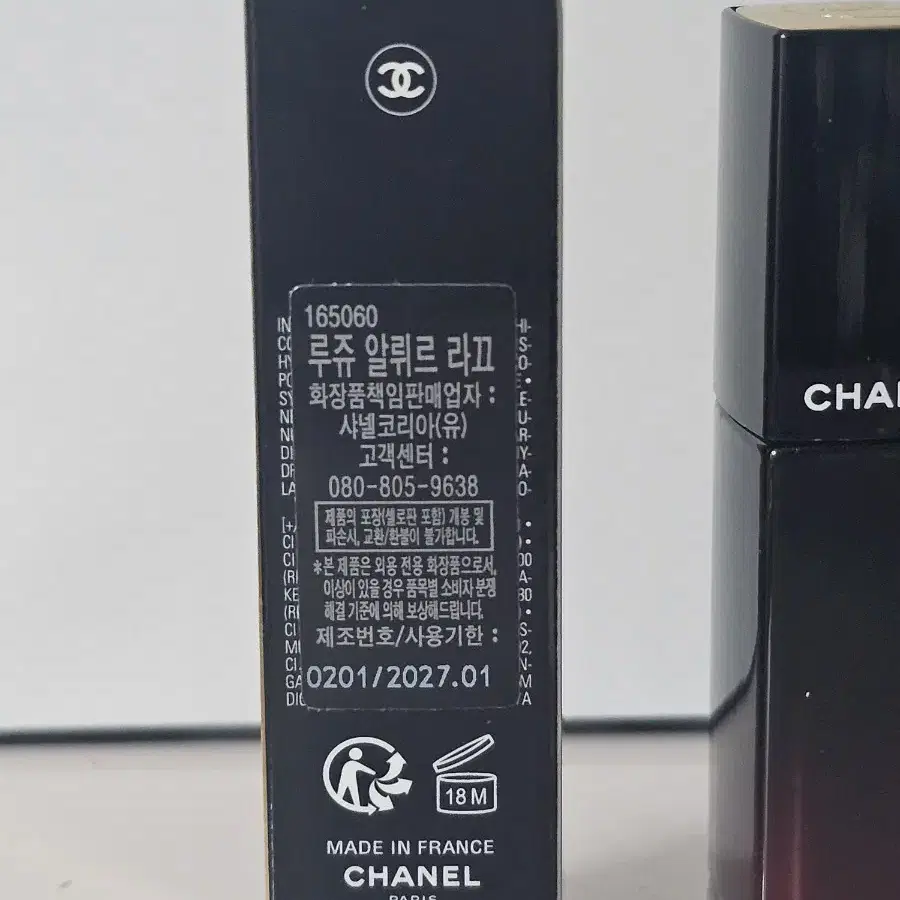 165060
루쥬 알뤼르 라끄
화장품책임판매업자 :
샤넬코리아(유)
고객센터 :
080-805-9638
제품의 포장(셀로판 포함) 개봉 및
파손시, 교환/환불이 불가합니다.
*본 제품은 외용 전용 화장품으로서,
이상이 있을 경우 품목별 소비자 분쟁
해결 기준에 의해 보상해드립니다.
제조번호/사용기한 :
0201/2027.01
18 M
MADE IN FRANCE
CHANEL
PARIS
CHAN